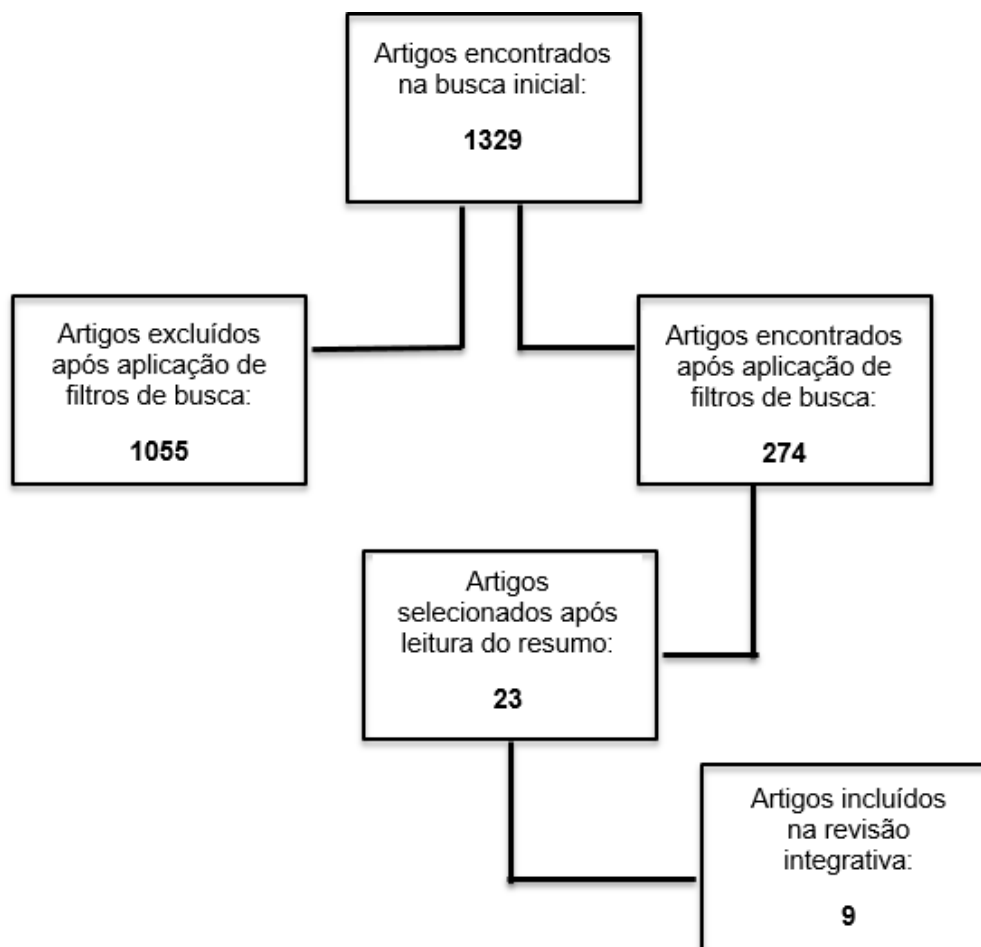 Artigos encontrados
na busca inicial:
1329
Artigos excluídos
após aplicação de
filtros de busca:
1055
Artigos encontrados
após aplicação de
filtros de busca:
274
Artigos
selecionados após
leitura do resumo:
23
Artigos incluídos
na revisão
integrativa:
9